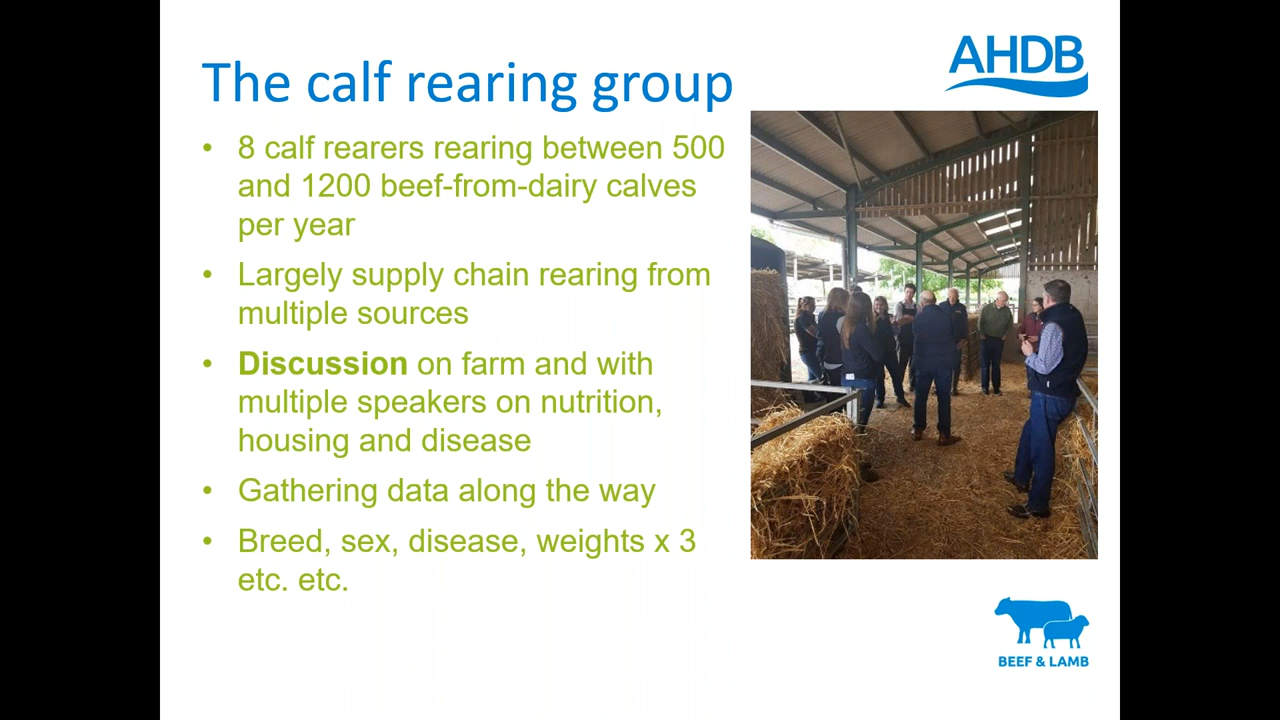 The calf rearing group
AHDB
• 8 calf rearers rearing between 500
and 1200 beef-from-dairy calves
per year
• Largely supply chain rearing from
multiple sources
• Discussion on farm and with
multiple speakers on nutrition,
housing and disease
• Gathering data along the way
• Breed, sex, disease, weights x 3
etc. etc.
BEEF & LAMB